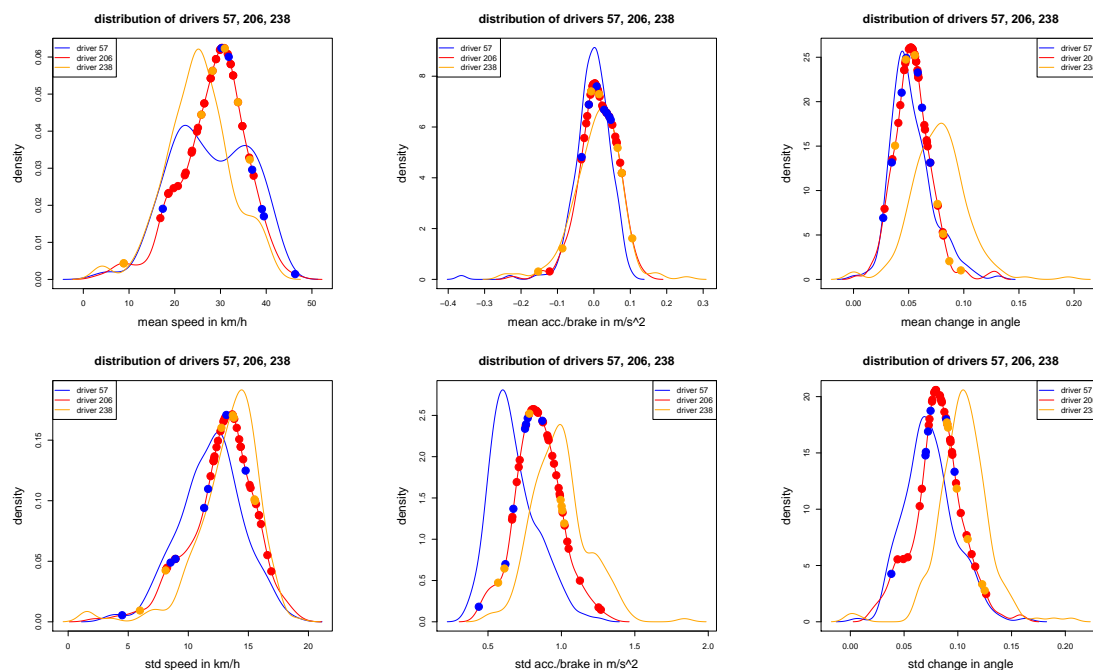 distribution of drivers 57, 206, 238
driver 57
driver 206
driver 238
density
0.00 0.01 0.02 0.03 0.04 0.05 0.06
0 10 20 30 40 50
mean speed in km/h
distribution of drivers 57, 206, 238
driver 57
driver 206
driver 238
density
0 2 4 6 8
−0.4 −0.3 −0.2 −0.1 0.0 0.1 0.2 0.3
mean acc./brake in m/s^2
distribution of drivers 57, 206, 238
driver 57
driver 206
driver 238
density
0 5 10 15 20 25
0.00 0.05 0.10 0.15 0.20
mean change in angle
distribution of drivers 57, 206, 238
driver 57
driver 206
driver 238
density
0.00 0.05 0.10 0.15
0 5 10 15 20
std speed in km/h
distribution of drivers 57, 206, 238
driver 57
driver 206
driver 238
density
0.0 0.5 1.0 1.5 2.0 2.5
0.5 1.0 1.5 2.0
std acc./brake in m/s^2
distribution of drivers 57, 206, 238
driver 57
driver 206
driver 238
density
0 5 10 15 20
0.00 0.05 0.10 0.15 0.20
std change in angle